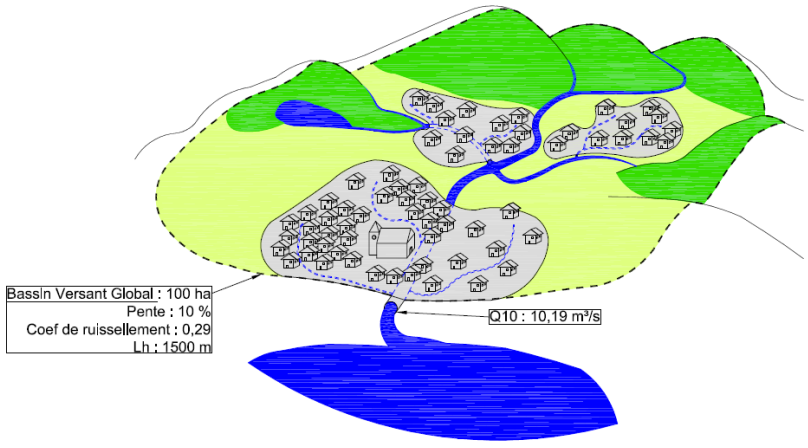 Bassin Versant Global : 100 ha
Pente : 10 %
Coef de ruissellement : 0,29
Lh : 1500 m
Q10 : 10,19 m³/s